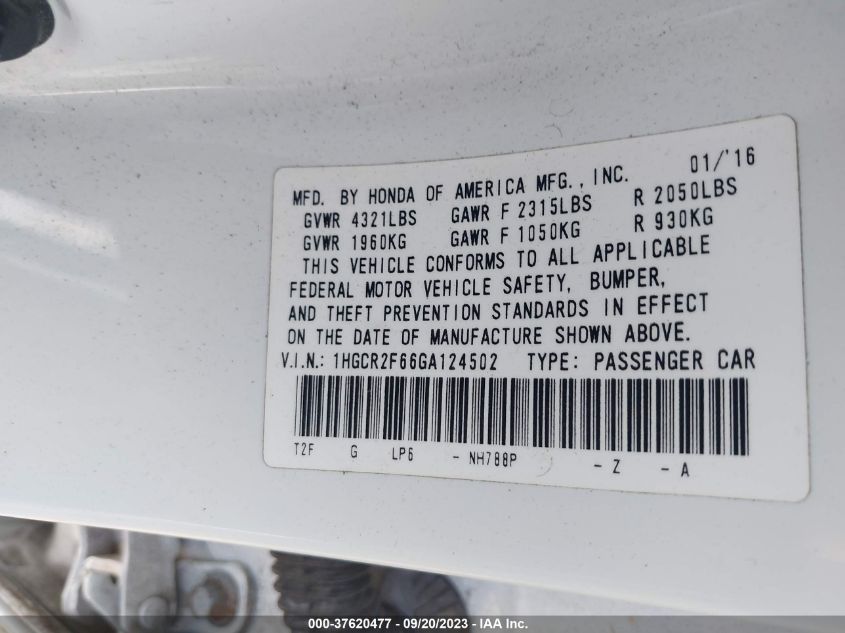 MFD. BY HONDA OF AMERICA MFG., INC. 01/'16
GVWR 4321LBS GAWR F 2315LBS R 2050LBS
GVWR 1960KG GAWR F 1050KG R 930KG
THIS VEHICLE CONFORMS TO ALL APPLICABLE
FEDERAL MOTOR VEHICLE SAFETY, BUMPER,
AND THEFT PREVENTION STANDARDS IN EFFECT
ON THE DATE OF MANUFACTURE SHOWN ABOVE.
V.I.N.: 1HGCR2F66GA124502 TYPE: PASSENGER CAR
T2F G LP6 - NH788P - Z - A
000-37620477 - 09/20/2023 - IAA Inc.